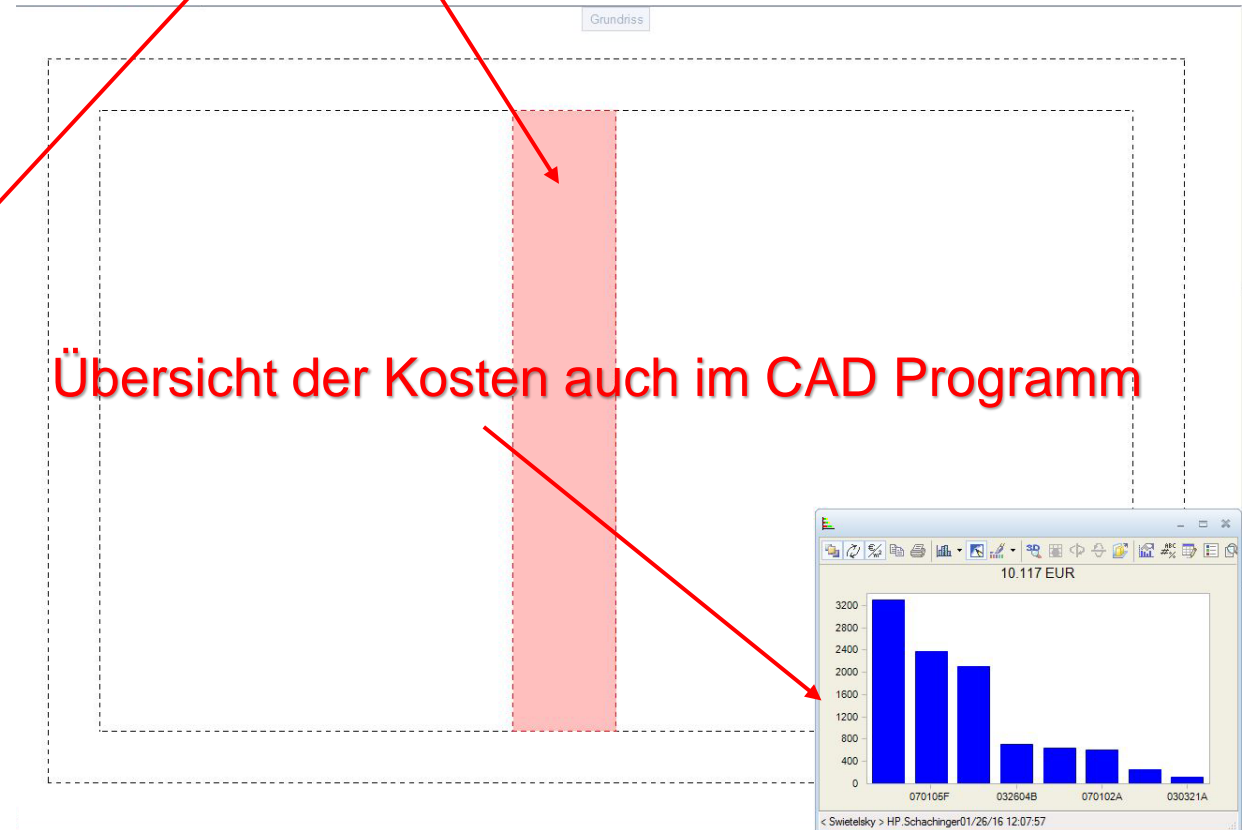 Grundriss
Übersicht der Kosten auch im CAD Programm
10.117 EUR
3200
2800
2400
2000
1600
1200
800
400
0
070105F 032604B 070102A 030321A
< Swietelsky > HP.Schachinger01/26/16 12:07:57